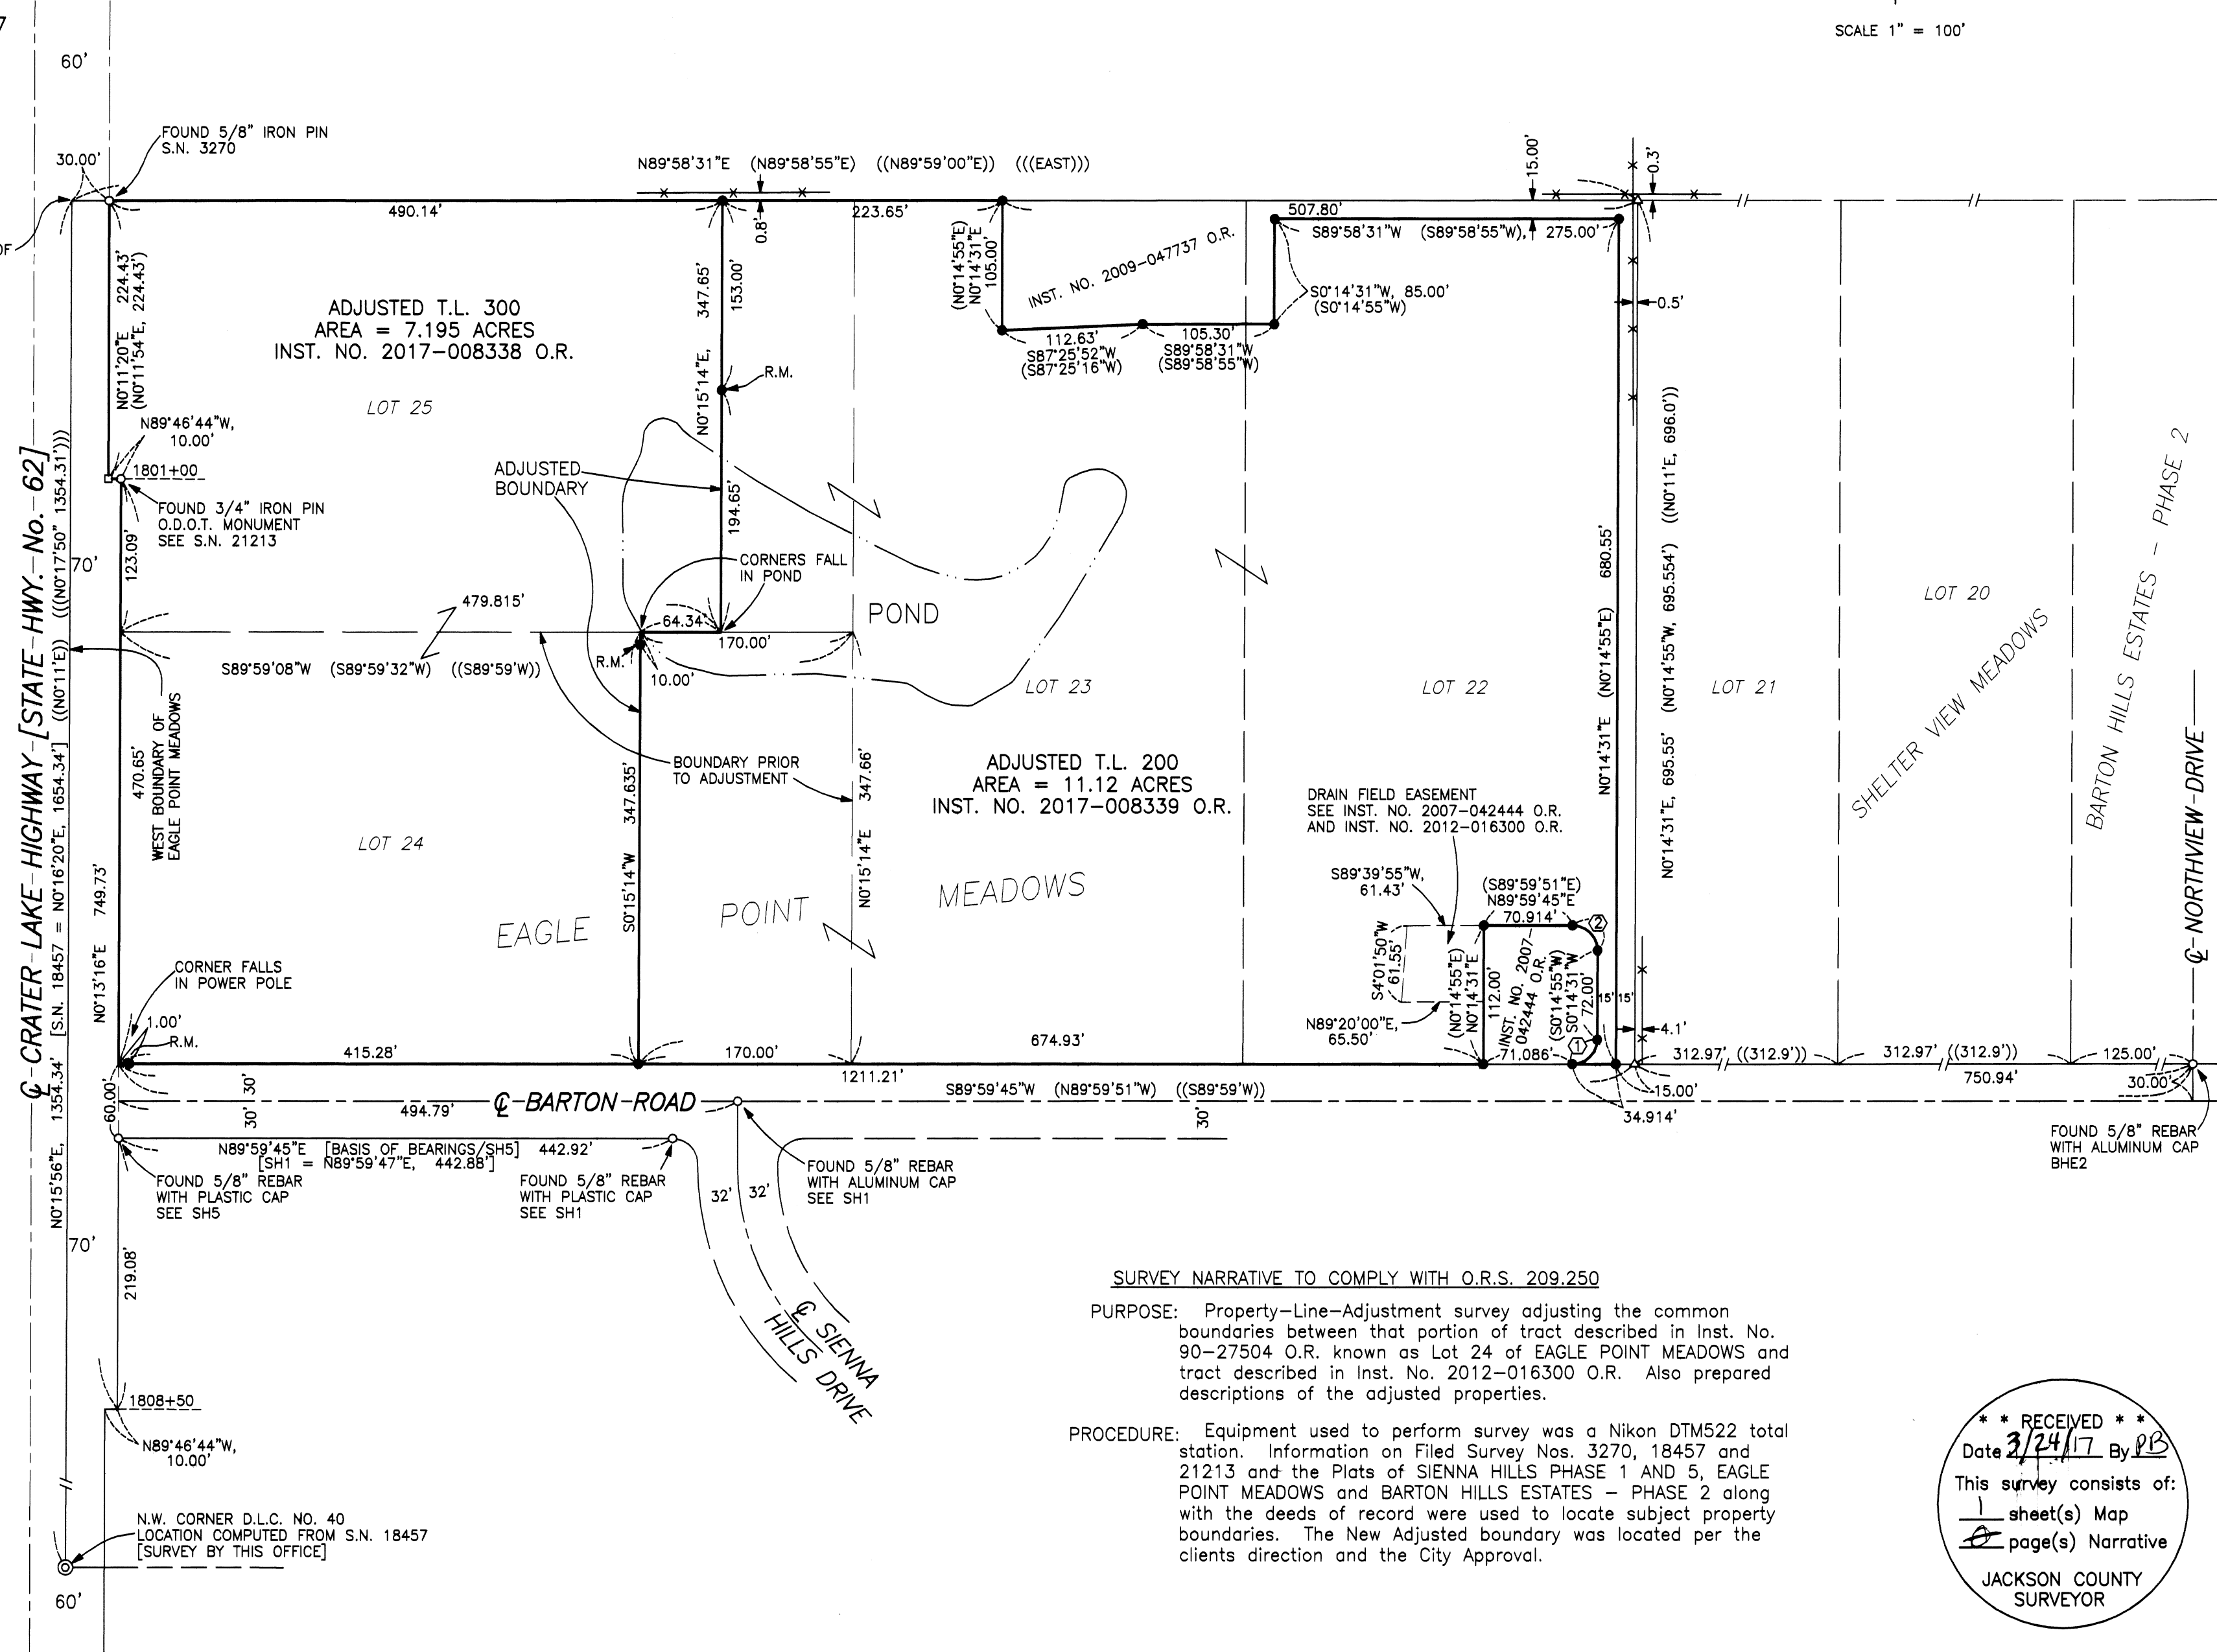 SCALE 1" = 100'
7
60'
FOUND 5/8" IRON PIN
S.N. 3270
30.00'
OF
N89°58'31"E (N89°58'55"E) ((N89°59'00"E)) (((EAST)))
490.14'
0.8'
223.65'
507.80'
15.00'
0.3'
S89°58'31"W (S89°58'55"W), 275.00'
224.43'
N0°11'20"E
(N0°11'54"E, 224.43')
ADJUSTED T.L. 300
AREA = 7.195 ACRES
INST. NO. 2017-008338 O.R.
N0°15'14"E, 347.65'
153.00'
(N0°14'55"E)
N0°14'31"E
105.00'
INST. NO. 2009-047737 O.R.
S0°14'31"W, 85.00'
(S0°14'55"W)
0.5'
112.63'
S87°25'52"W
(S87°25'16"W)
105.30'
S89°58'31"W
(S89°58'55"W)
R.M.
LOT 25
N89°46'44"W,
10.00'
1801+00
FOUND 3/4" IRON PIN
O.D.O.T. MONUMENT
SEE S.N. 21213
ADJUSTED
BOUNDARY
194.65'
CORNERS FALL
IN POND
123.09'
70'
479.815'
64.34'
170.00'
POND
S89°59'08"W (S89°59'32"W) ((S89°59'W))
R.M.
10.00'
LOT 23
LOT 22
LOT 21
LOT 20
680.55'
N0°14'31"E (N0°14'55"E)
N0°14'31"E, 695.55' (N0°14'55"W, 695.554') ((N0°11'E, 696.0'))
SHELTER VIEW MEADOWS
BARTON HILLS ESTATES - PHASE 2
℄ NORTHVIEW DRIVE
℄ CRATER LAKE HIGHWAY [STATE HWY. No. 62]
N0°15'56"E, 1354.34' [S.N. 18457 = N0°16'20"E, 1654.34'] ((N0°11'E)) (((N0°17'50" 1354.31')))
WEST BOUNDARY OF
EAGLE POINT MEADOWS
470.65'
N0°13'16"E 749.73'
BOUNDARY PRIOR
TO ADJUSTMENT
S0°15'14"W 347.635'
N0°15'14"E 347.66'
ADJUSTED T.L. 200
AREA = 11.12 ACRES
INST. NO. 2017-008339 O.R.
LOT 24
EAGLE POINT MEADOWS
DRAIN FIELD EASEMENT
SEE INST. NO. 2007-042444 O.R.
AND INST. NO. 2012-016300 O.R.
S89°39'55"W,
61.43'
(S89°59'51"E)
N89°59'45"E
70.914'
2
S4°01'50"W
61.55'
(N0°14'55"E)
N0°14'31"E
112.00'
INST. NO. 2007-
042444 O.R.
(S0°14'55"W)
S0°14'31"W
72.00'
15' 15'
N89°20'00"E,
65.50'
71.086'
1
4.1'
CORNER FALLS
IN POWER POLE
1.00'
R.M.
415.28'
170.00'
674.93'
312.97' ((312.9'))
312.97' ((312.9'))
125.00'
1211.21'
750.94'
30.00'
15.00'
34.914'
60.00'
30'
30'
494.79'
℄ BARTON ROAD
S89°59'45"W (N89°59'51"W) ((S89°59'W))
30'
N89°59'45"E [BASIS OF BEARINGS/SH5] 442.92'
[SH1 = N89°59'47"E, 442.88']
FOUND 5/8" REBAR
WITH PLASTIC CAP
SEE SH5
FOUND 5/8" REBAR
WITH PLASTIC CAP
SEE SH1
FOUND 5/8" REBAR
WITH ALUMINUM CAP
SEE SH1
FOUND 5/8" REBAR
WITH ALUMINUM CAP
BHE2
32' 32'
70'
219.08'
℄ SIENNA
HILLS DRIVE
1808+50
N89°46'44"W,
10.00'
N.W. CORNER D.L.C. NO. 40
LOCATION COMPUTED FROM S.N. 18457
[SURVEY BY THIS OFFICE]
60'
SURVEY NARRATIVE TO COMPLY WITH O.R.S. 209.250
PURPOSE: Property-Line-Adjustment survey adjusting the common
boundaries between that portion of tract described in Inst. No.
90-27504 O.R. known as Lot 24 of EAGLE POINT MEADOWS and
tract described in Inst. No. 2012-016300 O.R. Also prepared
descriptions of the adjusted properties.
PROCEDURE: Equipment used to perform survey was a Nikon DTM522 total
station. Information on Filed Survey Nos. 3270, 18457 and
21213 and the Plats of SIENNA HILLS PHASE 1 AND 5, EAGLE
POINT MEADOWS and BARTON HILLS ESTATES - PHASE 2 along
with the deeds of record were used to locate subject property
boundaries. The New Adjusted boundary was located per the
clients direction and the City Approval.
* * RECEIVED * *
Date 3/24/17 By PB
This survey consists of:
1 sheet(s) Map
0 page(s) Narrative
JACKSON COUNTY
SURVEYOR